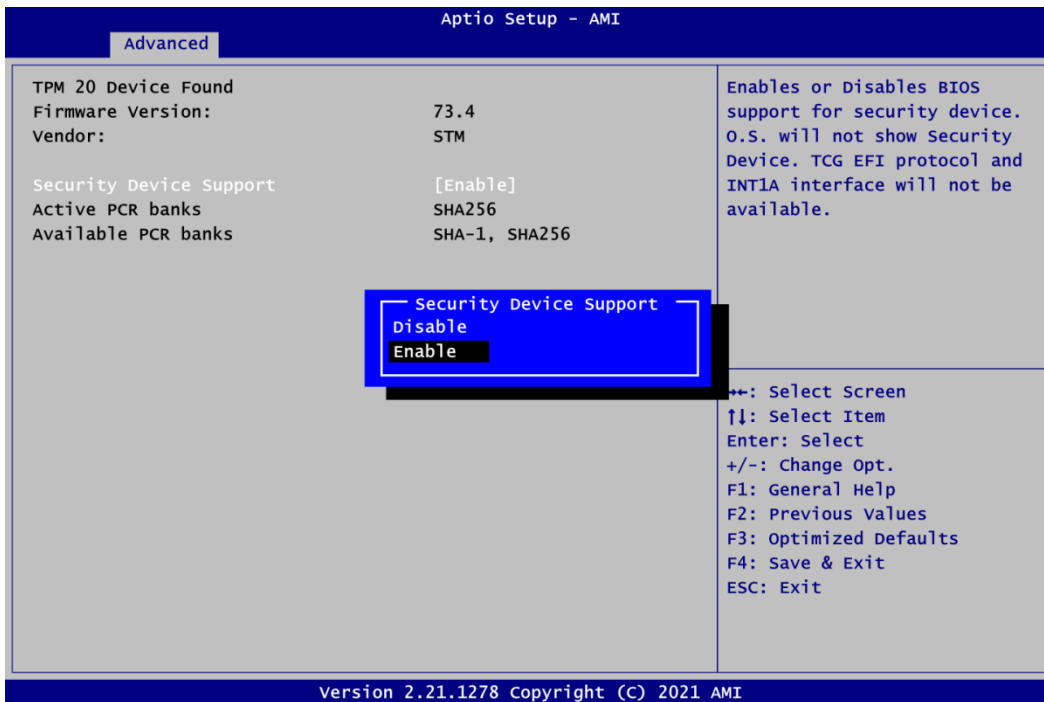 Aptio Setup - AMI
Advanced
TPM 20 Device Found
Firmware Version: 73.4
Vendor: STM
Security Device Support [Enable]
Active PCR banks SHA256
Available PCR banks SHA-1, SHA256
Security Device Support
Disable
Enable
Enables or Disables BIOS
support for security device.
O.S. will not show Security
Device. TCG EFI protocol and
INT1A interface will not be
available.
→←: Select Screen
↑↓: Select Item
Enter: Select
+/-: Change Opt.
F1: General Help
F2: Previous Values
F3: Optimized Defaults
F4: Save & Exit
ESC: Exit
Version 2.21.1278 Copyright (C) 2021 AMI